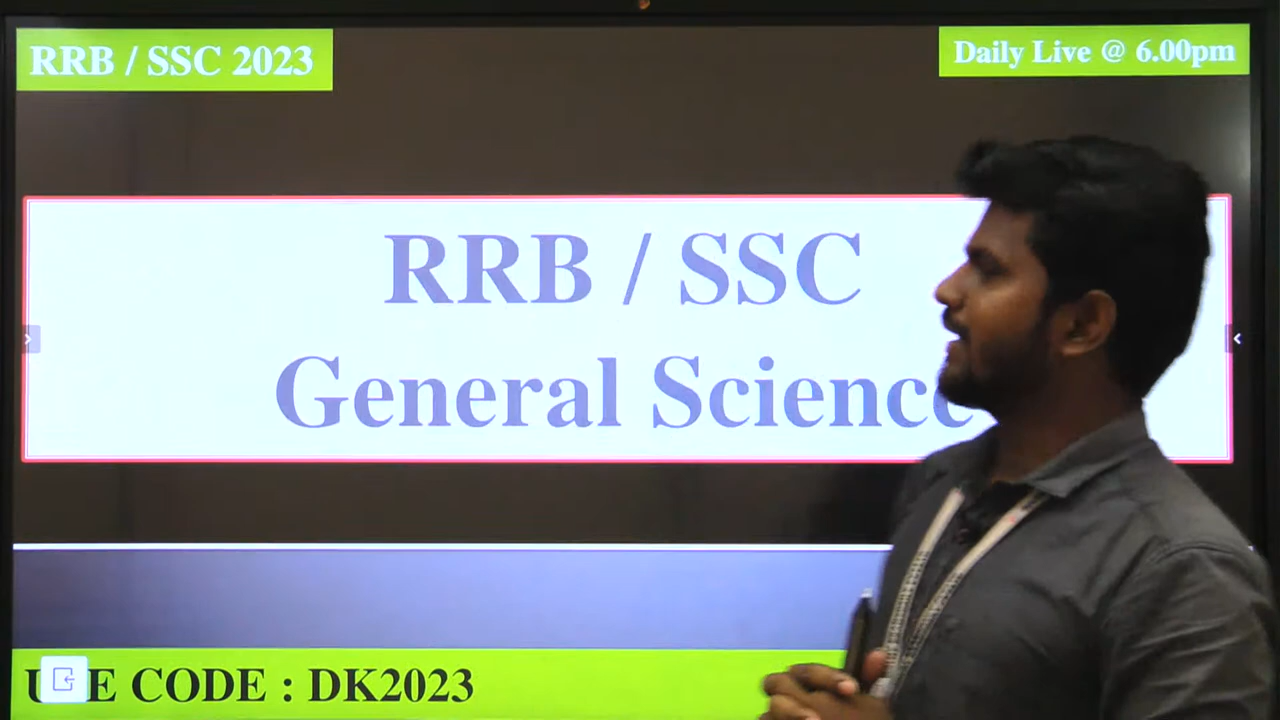 RRB / SSC 2023
Daily Live @ 6.00pm
RRB / SSC
General Science
CODE : DK2023